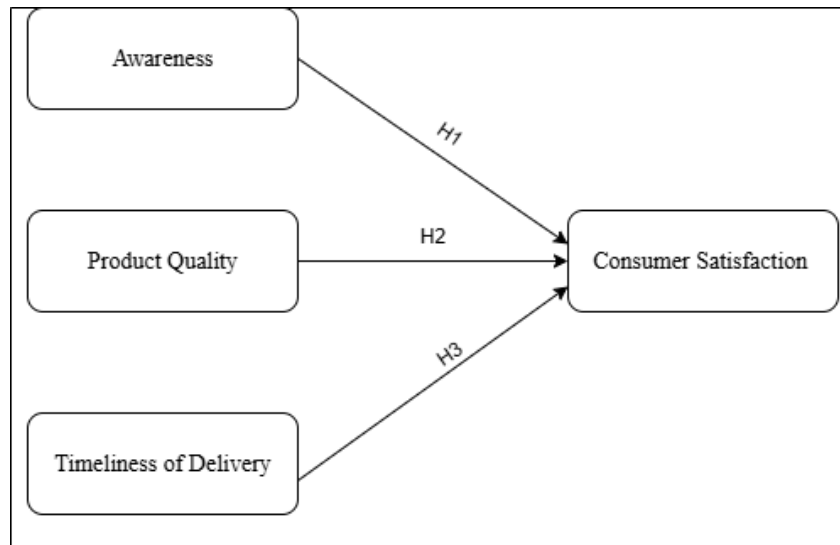 Awareness
H1
Product Quality
H2
Consumer Satisfaction
H3
Timeliness of Delivery